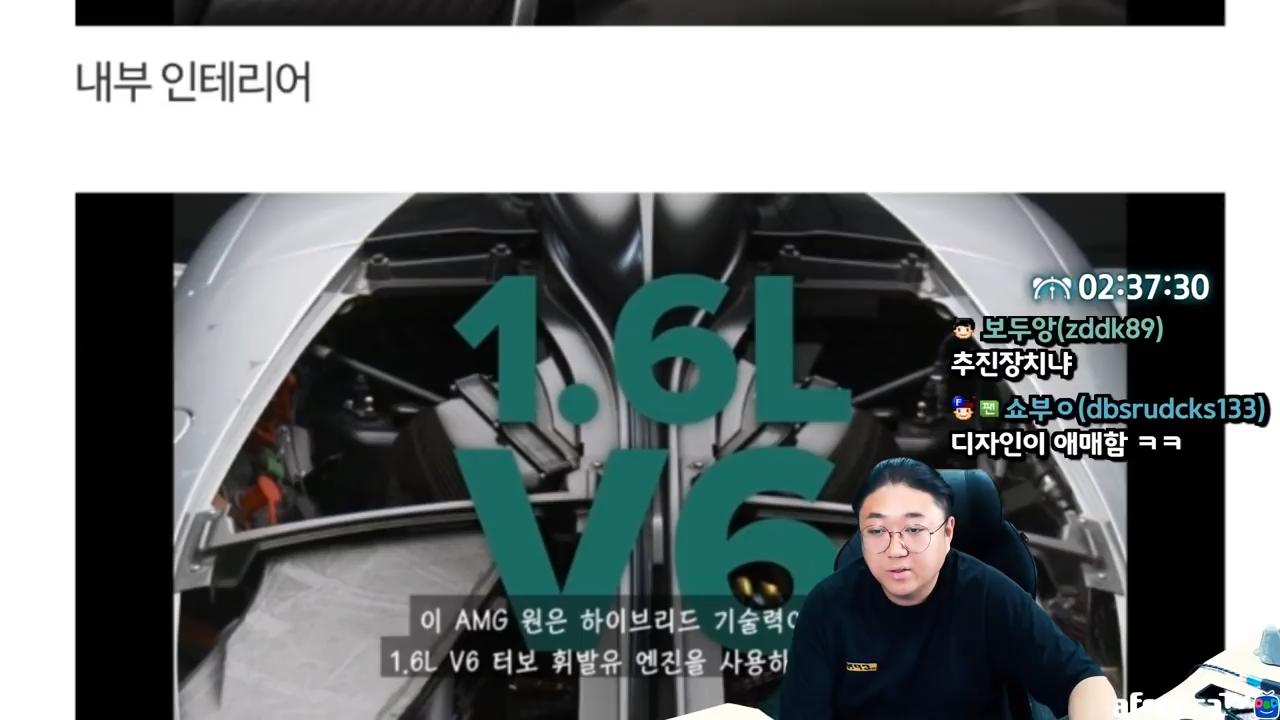 내부 인테리어
1.6L
V6
02:37:30
보두앙(zddk89)
추진장치냐
쇼부ㅇ(dbsrudcks133)
디자인이 애매함 ㅋㅋ
이 AMG 원은 하이브리드 기술력
1.6L V6 터보 휘발유 엔진을 사용하